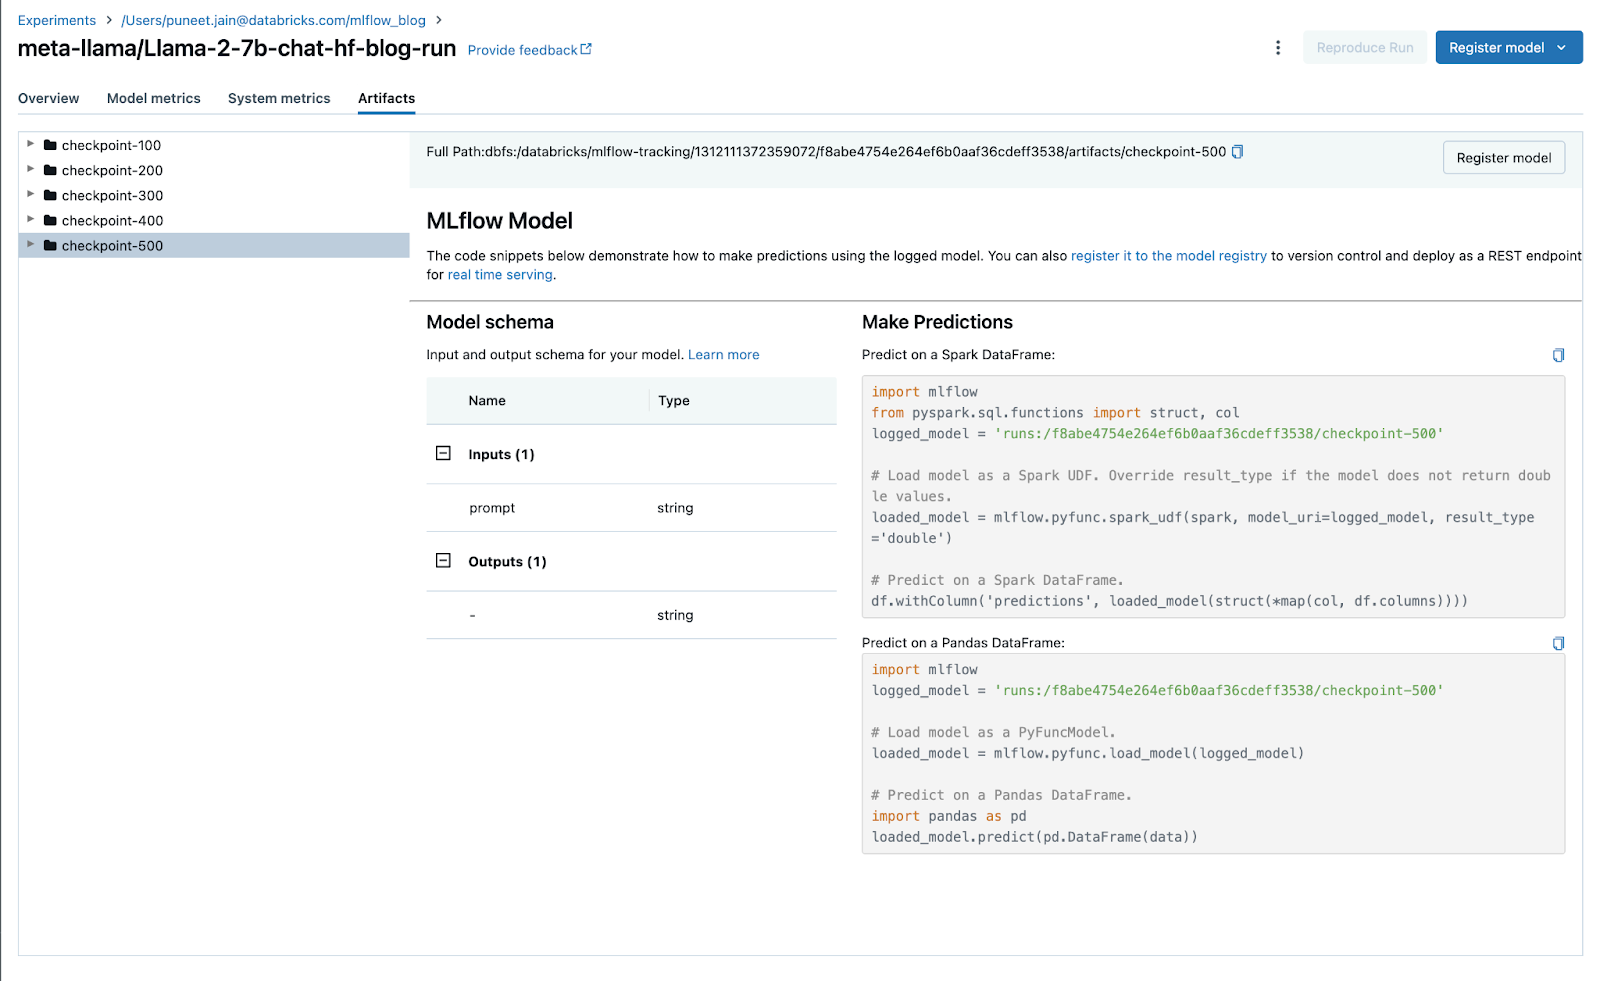 Experiments > /Users/puneet.jain@databricks.com/mlflow_blog >
meta-llama/Llama-2-7b-chat-hf-blog-run Provide feedback
Reproduce Run
Register model
Overview Model metrics System metrics Artifacts
checkpoint-100
checkpoint-200
checkpoint-300
checkpoint-400
checkpoint-500
Full Path:dbfs:/databricks/mlflow-tracking/1312111372359072/f8abe4754e264ef6b0aaf36cdeff3538/artifacts/checkpoint-500
Register model
MLflow Model
The code snippets below demonstrate how to make predictions using the logged model. You can also register it to the model registry to version control and deploy as a REST endpoint
for real time serving.
Model schema
Input and output schema for your model. Learn more
Name Type
Inputs (1)
prompt string
Outputs (1)
- string
Make Predictions
Predict on a Spark DataFrame:
import mlflow
from pyspark.sql.functions import struct, col
logged_model = 'runs:/f8abe4754e264ef6b0aaf36cdeff3538/checkpoint-500'
# Load model as a Spark UDF. Override result_type if the model does not return doub
le values.
loaded_model = mlflow.pyfunc.spark_udf(spark, model_uri=logged_model, result_type
='double')
# Predict on a Spark DataFrame.
df.withColumn('predictions', loaded_model(struct(*map(col, df.columns))))
Predict on a Pandas DataFrame:
import mlflow
logged_model = 'runs:/f8abe4754e264ef6b0aaf36cdeff3538/checkpoint-500'
# Load model as a PyFuncModel.
loaded_model = mlflow.pyfunc.load_model(logged_model)
# Predict on a Pandas DataFrame.
import pandas as pd
loaded_model.predict(pd.DataFrame(data))